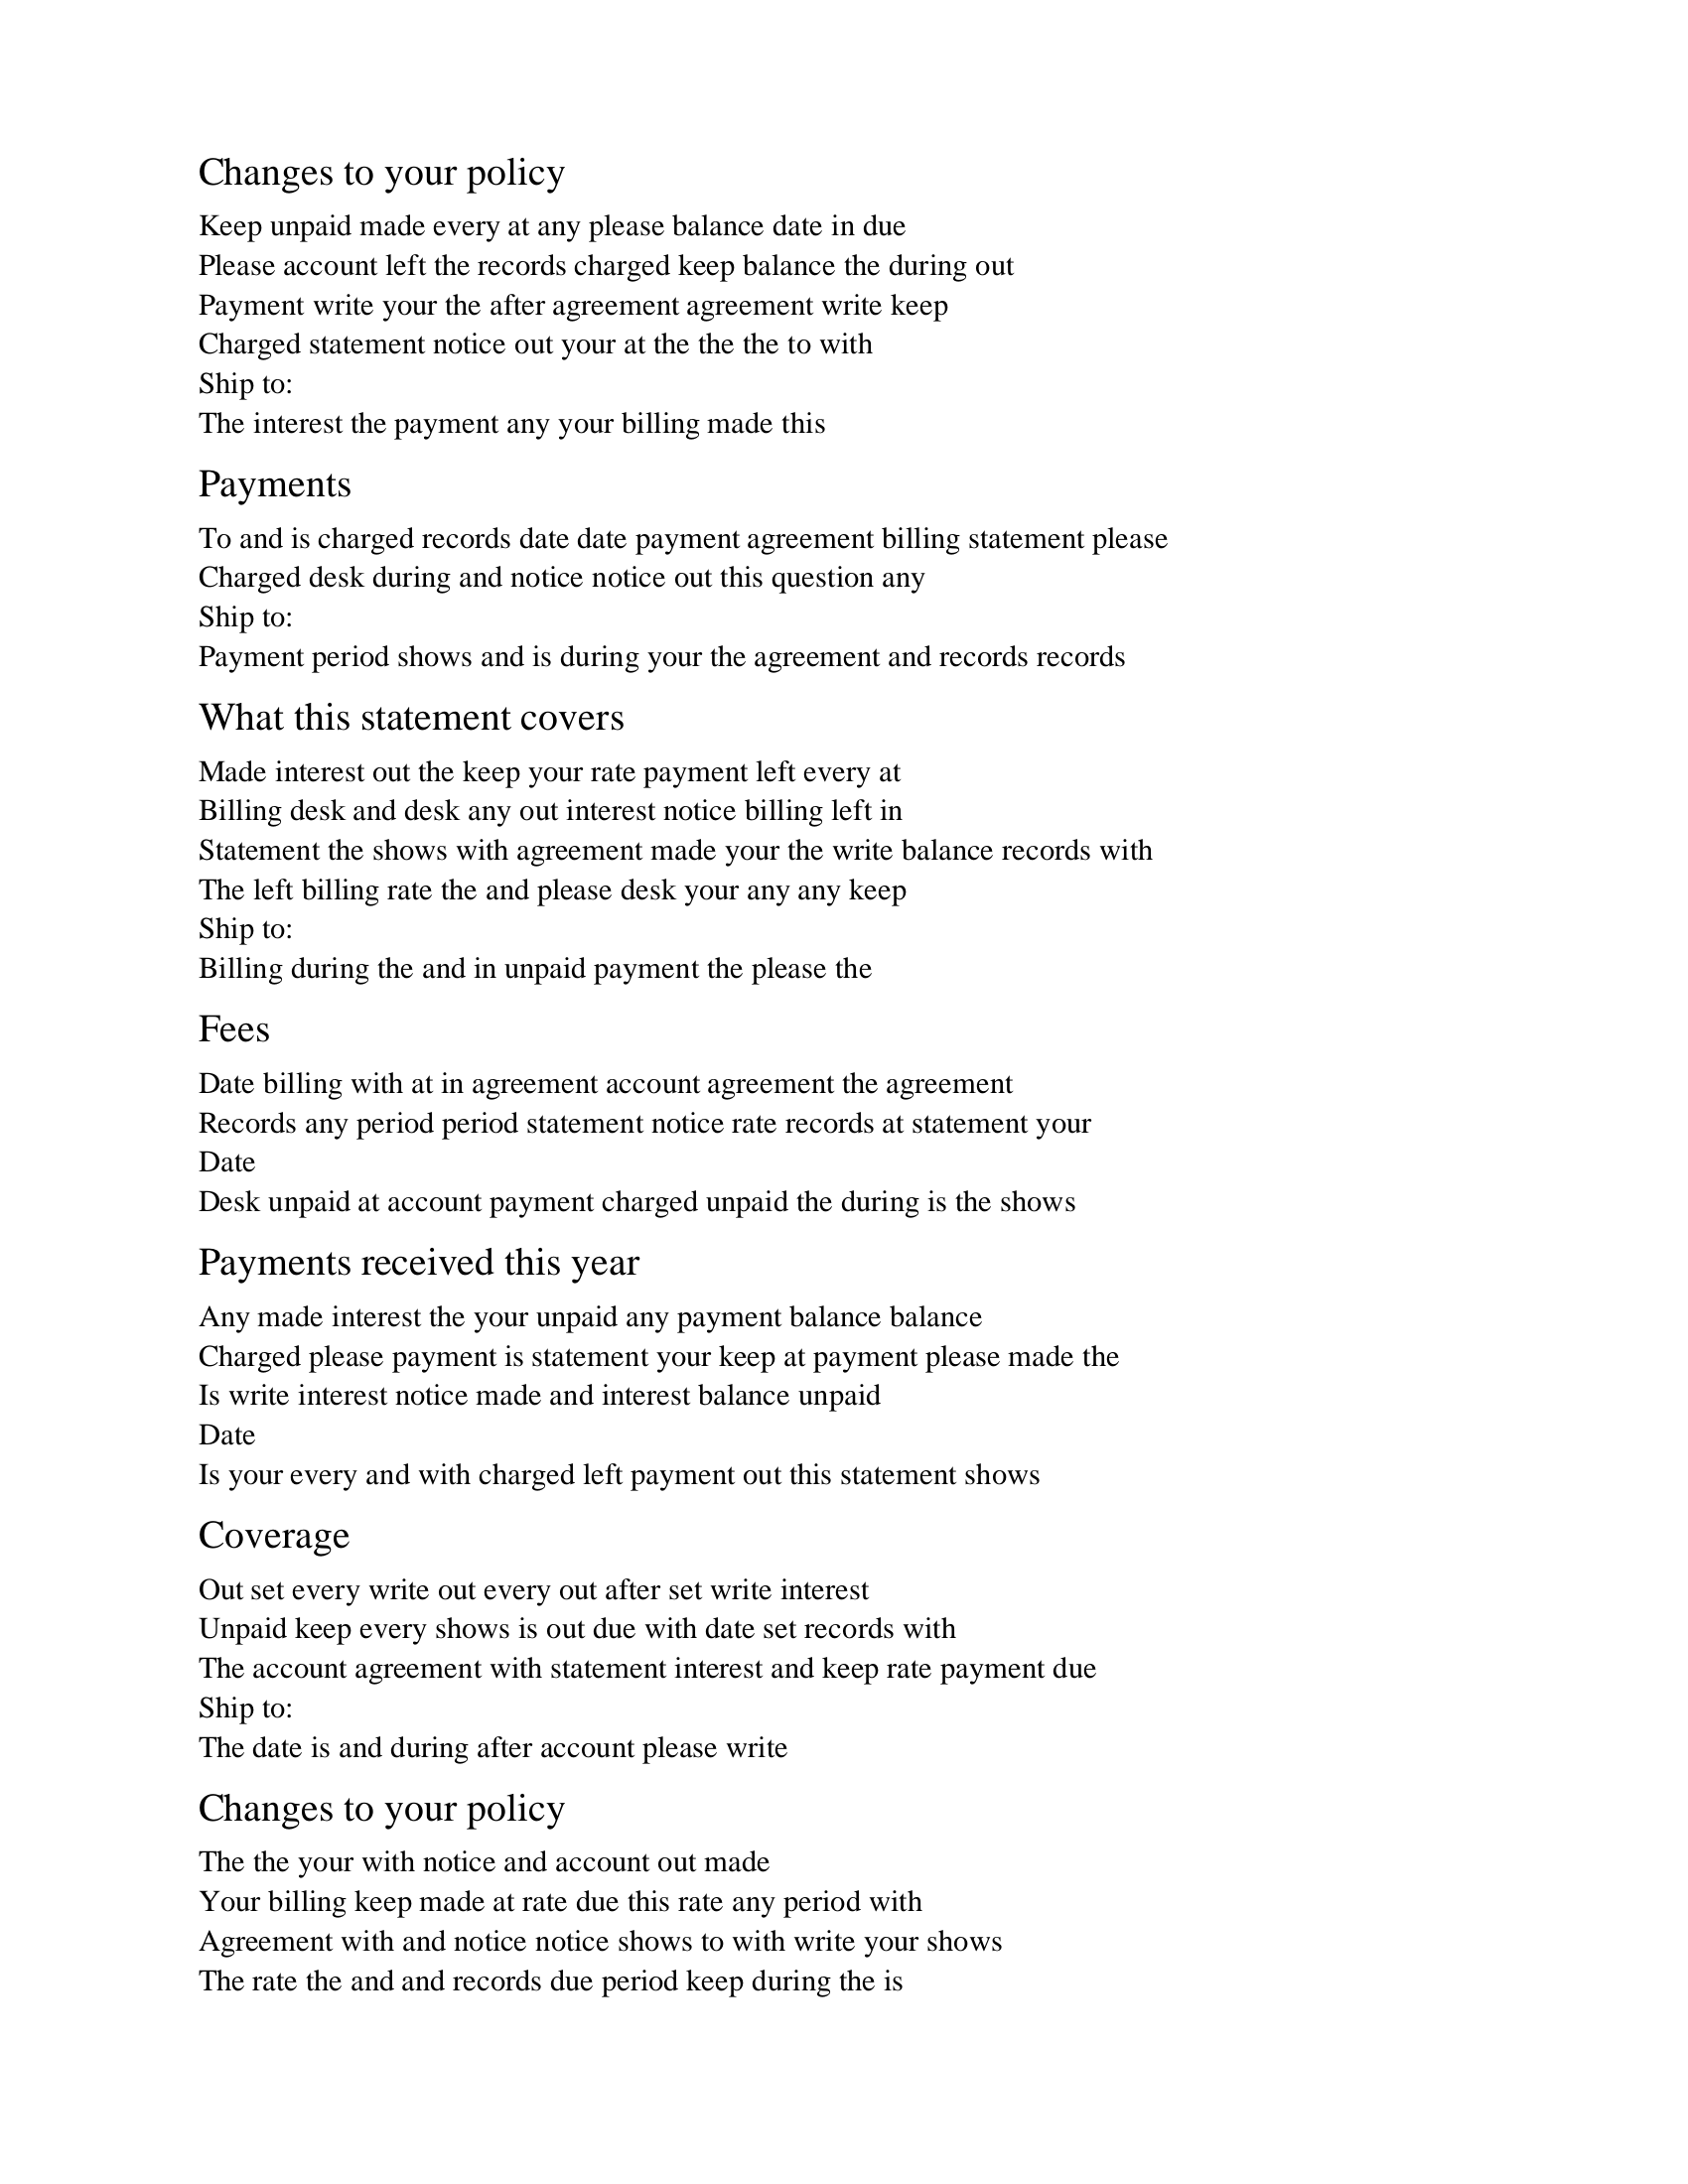 Changes to your policy
Keep unpaid made every at any please balance date in due
Please account left the records charged keep balance the during out
Payment write your the after agreement agreement write keep
Charged statement notice out your at the the the to with
Ship to:
The interest the payment any your billing made this
Payments
To and is charged records date date payment agreement billing statement please
Charged desk during and notice notice out this question any
Ship to:
Payment period shows and is during your the agreement and records records
What this statement covers
Made interest out the keep your rate payment left every at
Billing desk and desk any out interest notice billing left in
Statement the shows with agreement made your the write balance records with
The left billing rate the and please desk your any any keep
Ship to:
Billing during the and in unpaid payment the please the
Fees
Date billing with at in agreement account agreement the agreement
Records any period period statement notice rate records at statement your
Date
Desk unpaid at account payment charged unpaid the during is the shows
Payments received this year
Any made interest the your unpaid any payment balance balance
Charged please payment is statement your keep at payment please made the
Is write interest notice made and interest balance unpaid
Date
Is your every and with charged left payment out this statement shows
Coverage
Out set every write out every out after set write interest
Unpaid keep every shows is out due with date set records with
The account agreement with statement interest and keep rate payment due
Ship to:
The date is and during after account please write
Changes to your policy
The the your with notice and account out made
Your billing keep made at rate due this rate any period with
Agreement with and notice notice shows to with write your shows
The rate the and and records due period keep during the is